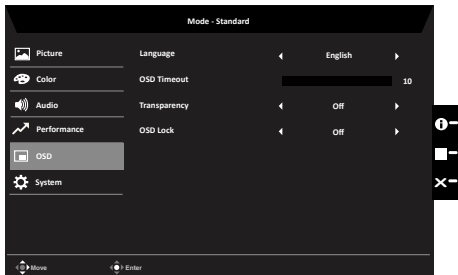 Mode - Standard
Picture
Language
English
Color
OSD Timeout
10
Audio
Transparency
Off
Performance
OSD Lock
Off
OSD
System
Move
Enter